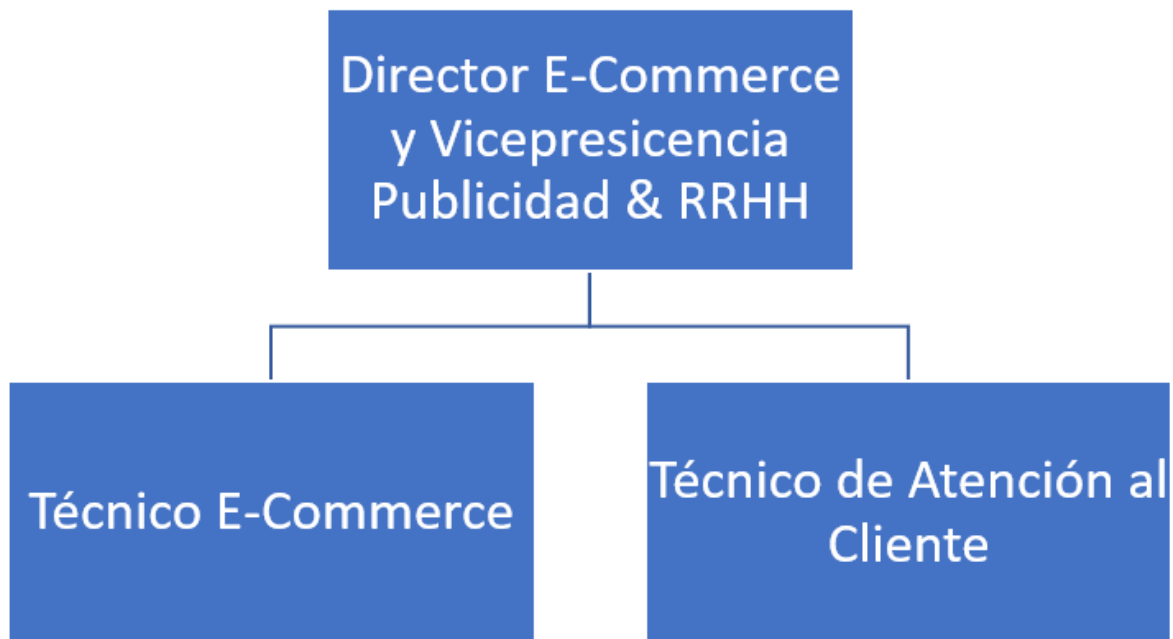 Director E-Commerce
y Vicepresicencia
Publicidad & RRHH
Técnico E-Commerce
Técnico de Atención al
Cliente